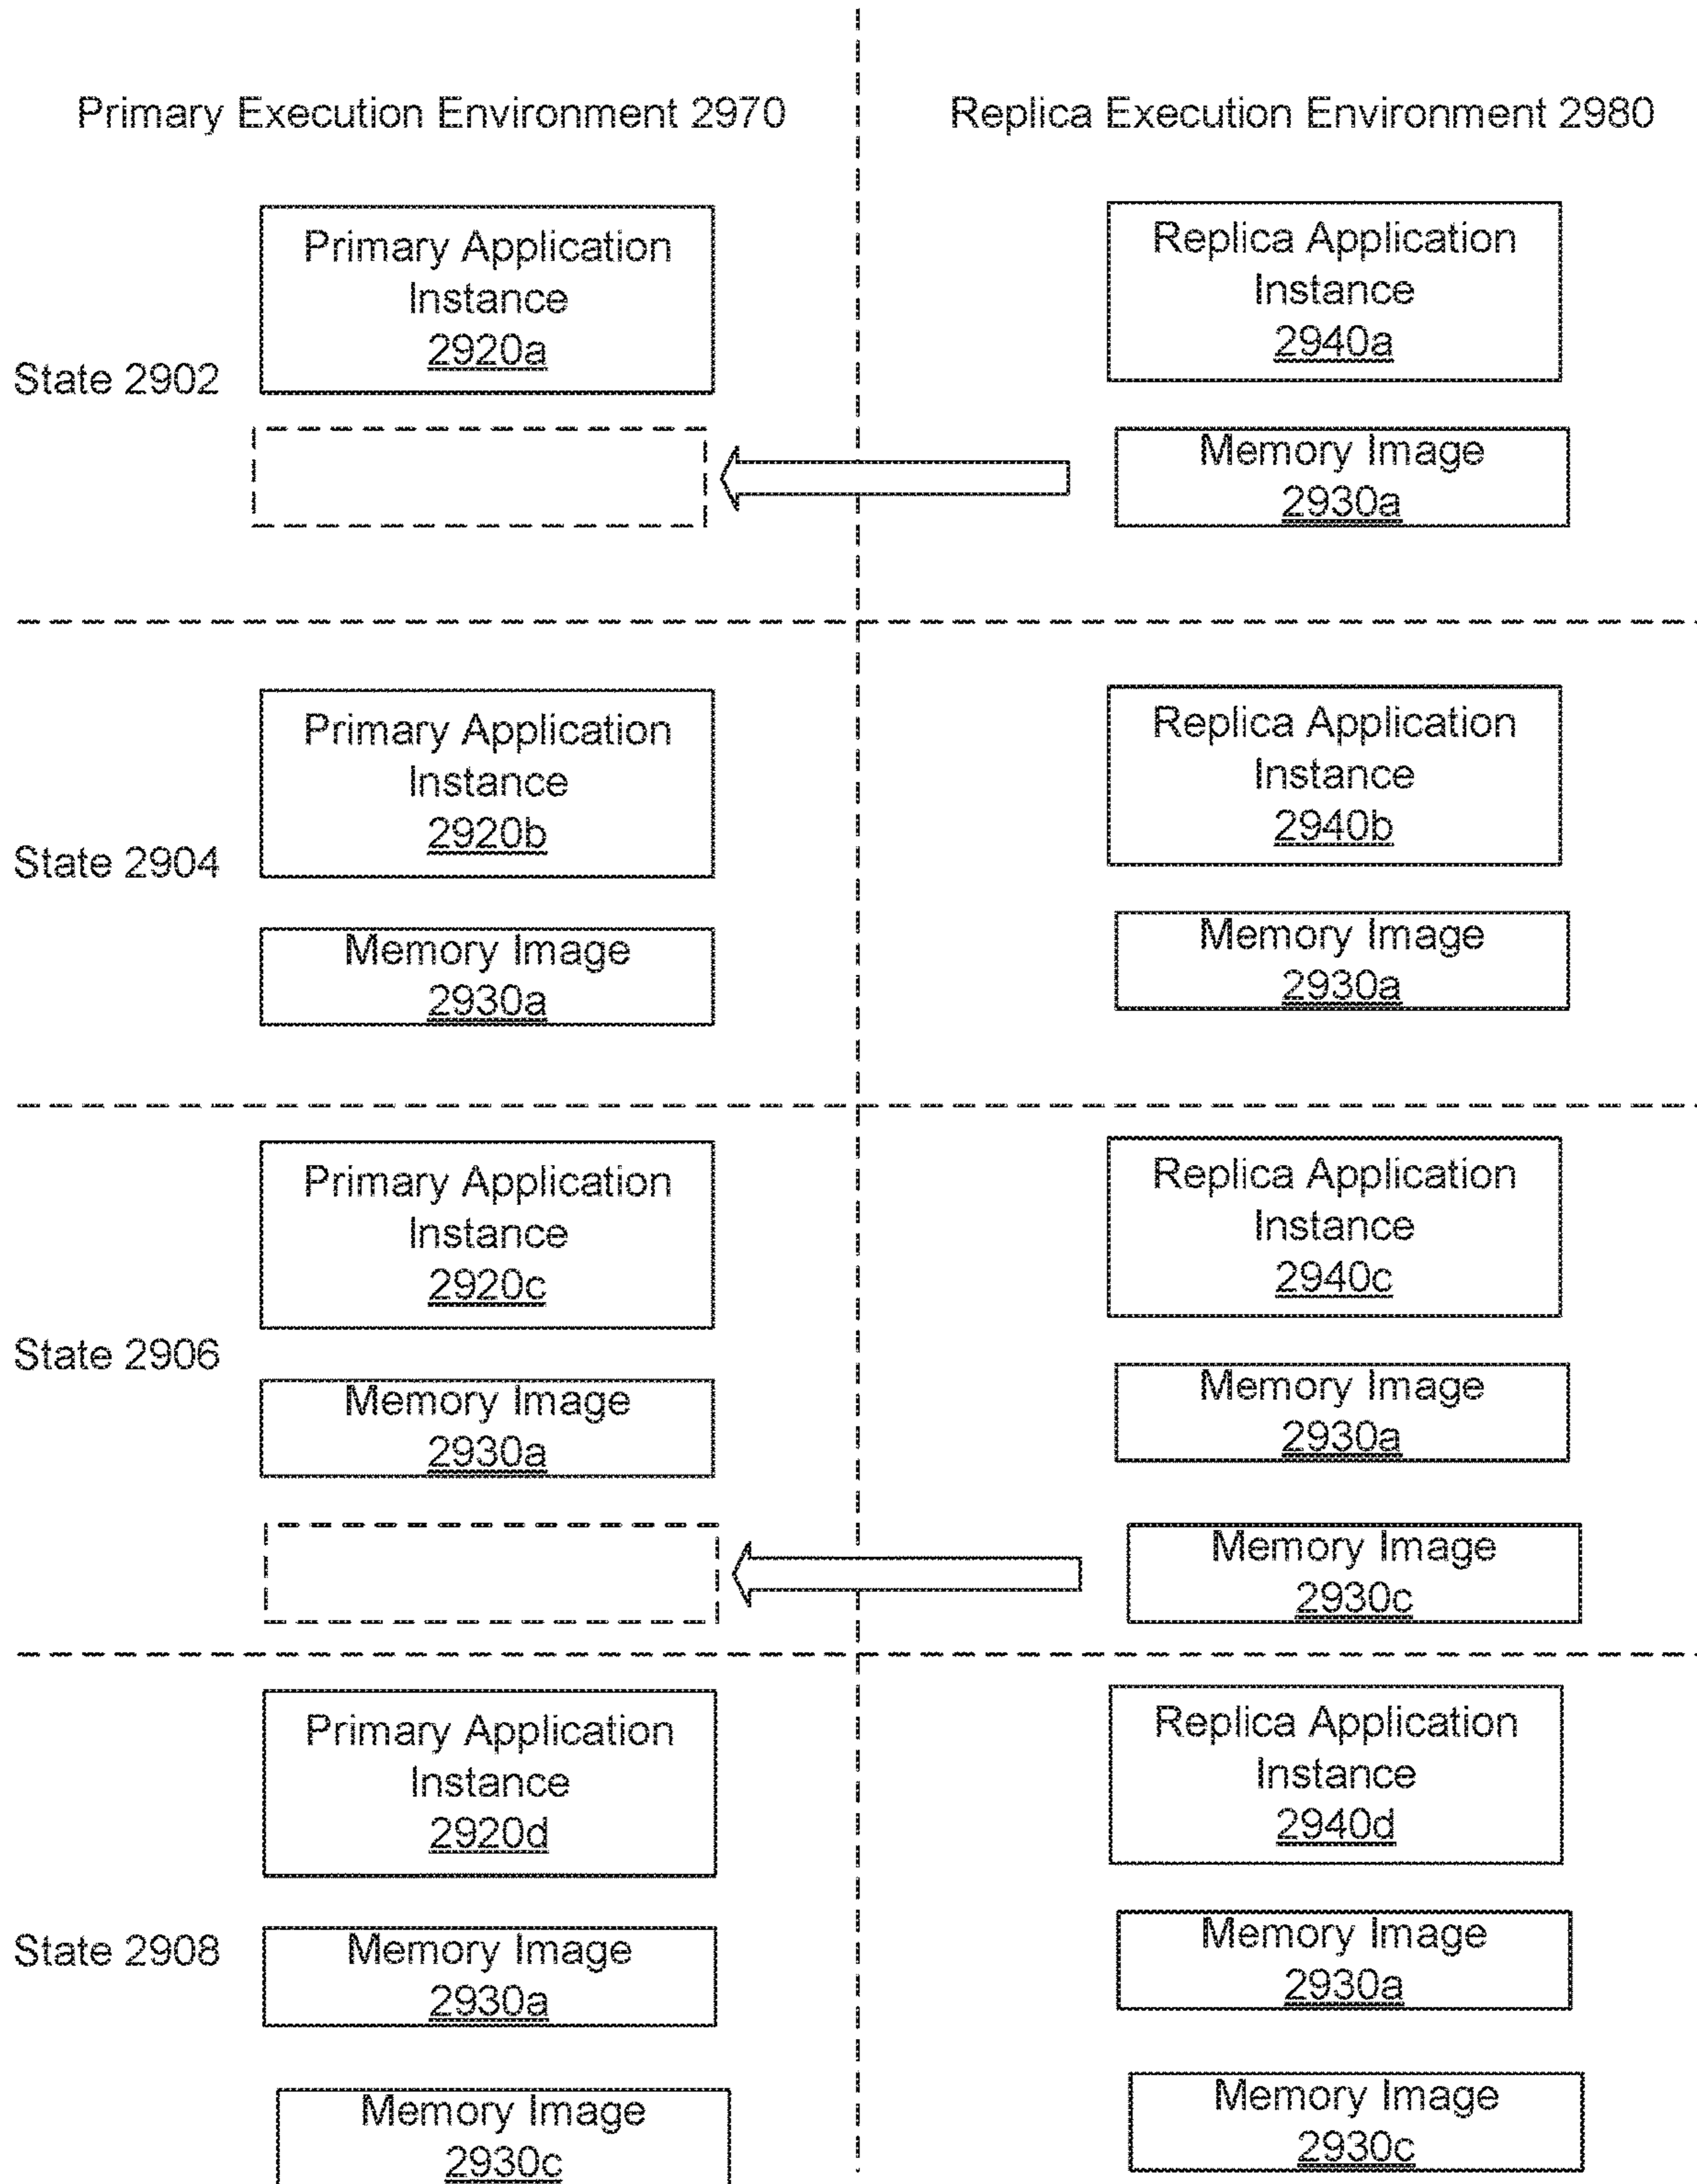 Primary Execution Environment 2970
Replica Execution Environment 2980
State 2902
Primary Application
Instance
2920a
Replica Application
Instance
2940a
Memory Image
2930a
State 2904
Primary Application
Instance
2920b
Memory Image
2930a
Replica Application
Instance
2940b
Memory Image
2930a
State 2906
Primary Application
Instance
2920c
Memory Image
2930a
Replica Application
Instance
2940c
Memory Image
2930a
Memory Image
2930c
State 2908
Primary Application
Instance
2920d
Memory Image
2930a
Memory Image
2930c
Replica Application
Instance
2940d
Memory Image
2930a
Memory Image
2930c